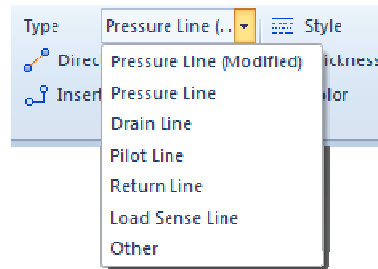 Type Pressure Line (.. Style
Direc Pressure Line (Modified) ickness
Insert Pressure Line olor
Drain Line
Pilot Line
Return Line
Load Sense Line
Other